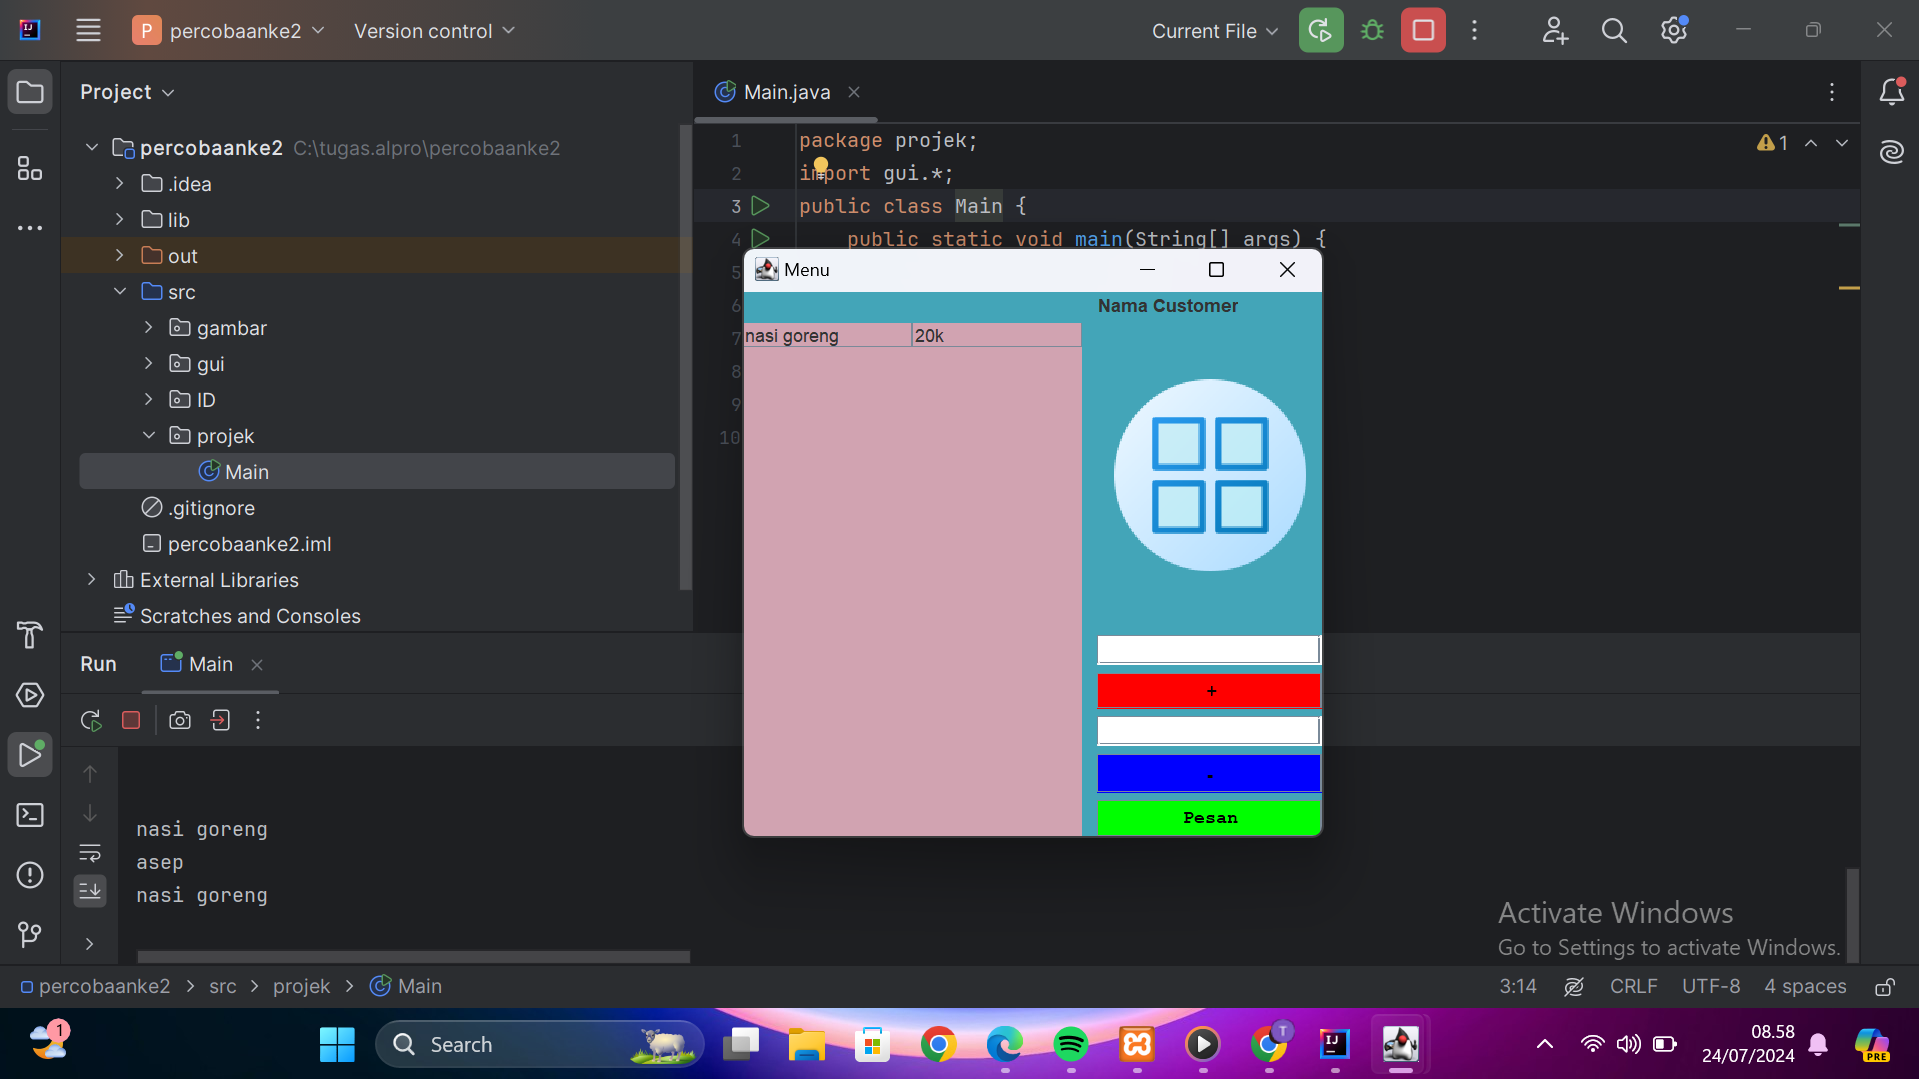 P percobaanke2 Version control Current File
Project
Main.java
percobaanke2 C:\tugas.alpro\percobaanke2
.idea
lib
out
src
gambar
gui
ID
projek
Main
.gitignore
percobaanke2.iml
External Libraries
Scratches and Consoles
1 package projek;
2 import gui.*;
3 public class Main {
4 public static void main(String[] args) {
5
6
7
8
9
10
1
Menu
Nama Customer
nasi goreng 20k
+
-
Pesan
Run Main
nasi goreng
asep
nasi goreng
Activate Windows
Go to Settings to activate Windows.
percobaanke2 > src > projek > Main
3:14 CRLF UTF-8 4 spaces
1
Search
T
IJ
08.58
24/07/2024
PRE